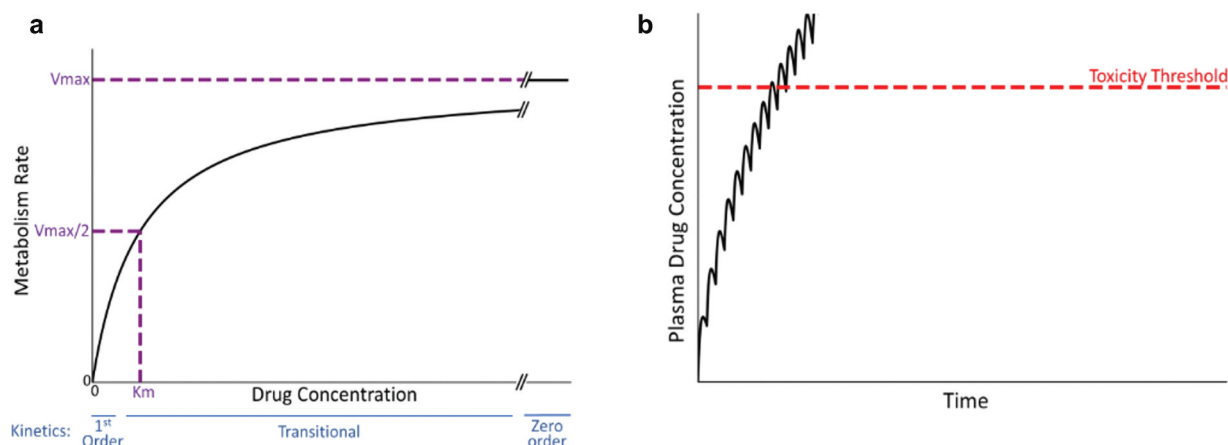 a
Vmax
Vmax/2
Metabolism Rate
0
0
Km
Drug Concentration
Kinetics:
1st
Order
Transitional
Zero
order
b
Toxicity Threshold
Plasma Drug Concentration
Time